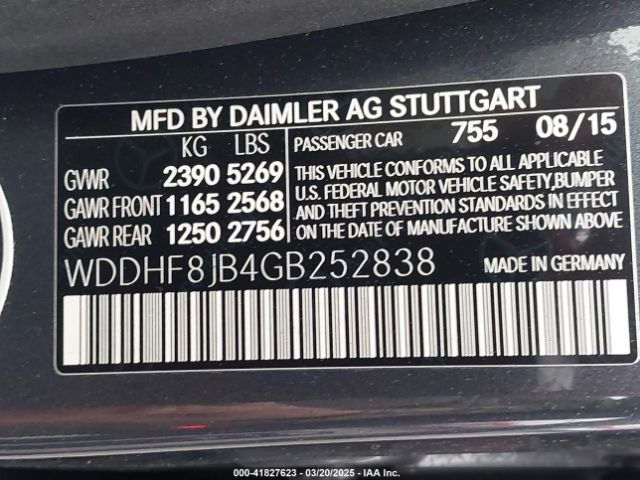 MFD BY DAIMLER AG STUTTGART
KG LBS
GVWR 2390 5269
GAWR FRONT 1165 2568
GAWR REAR 1250 2756
PASSENGER CAR 755 08/15
THIS VEHICLE CONFORMS TO ALL APPLICABLE
U.S. FEDERAL MOTOR VEHICLE SAFETY,BUMPER
AND THEFT PREVENTION STANDARDS IN EFFECT
ON THE DATE OF MANUFACTURE SHOWN ABOVE
WDDHF8JB4GB252838 MADE IN GERMANY
000-41827623 — 03/20/2025 — IAA Inc.